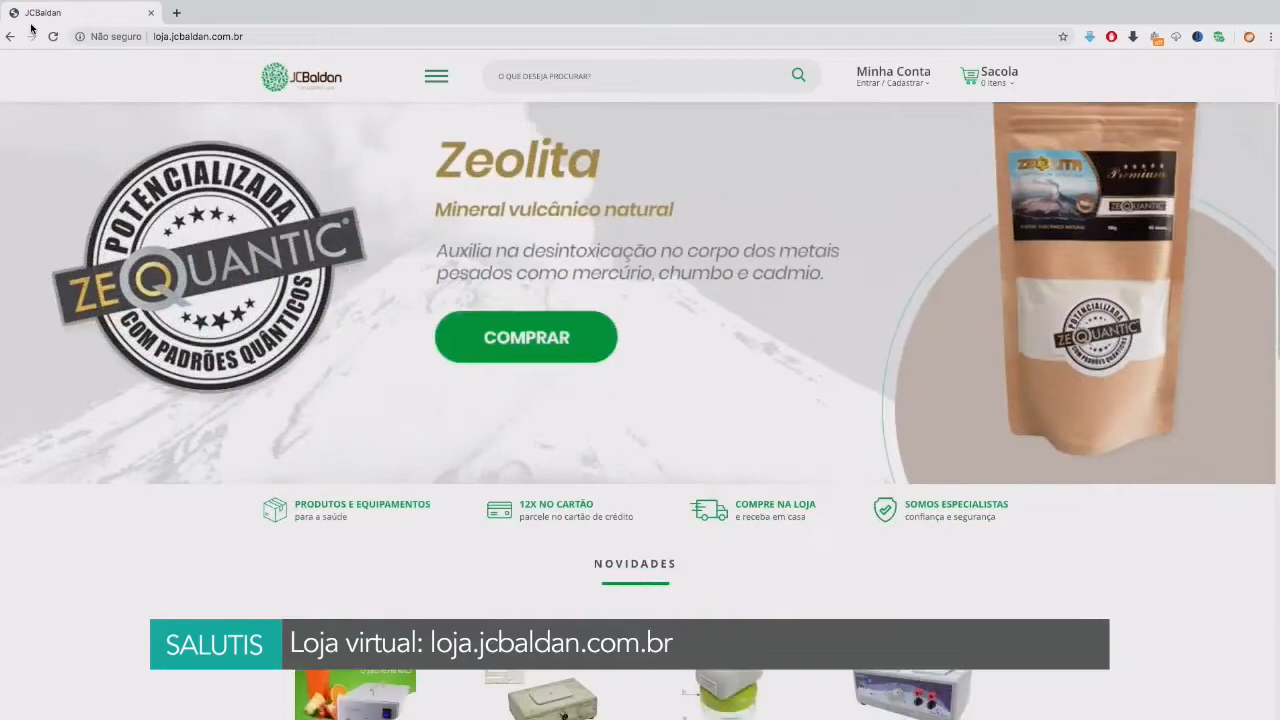 JCBaldan
Não seguro
loja.jcbaldan.com.br
JCBaldan
O QUE DESEJA PROCURAR?
Minha Conta
Entrar / Cadastrar
Sacola
0 itens
POTENCIALIZADA
ZEQUANTIC
COM PADRÕES QUÂNTICOS
Zeolita
Mineral vulcânico natural
Auxilia na desintoxicação no corpo dos metais
pesados como mercúrio, chumbo e cadmio.
COMPRAR
ZEOLITA
Premium
ZEQUANTIC
POTENCIALIZADA
ZEQUANTIC
COM PADRÕES QUÂNTICOS
PRODUTOS E EQUIPAMENTOS
para a saúde
12X NO CARTÃO
parcele no cartão de crédito
COMPRE NA LOJA
e receba em casa
SOMOS ESPECIALISTAS
confiança e segurança
NOVIDADES
SALUTIS
Loja virtual: loja.jcbaldan.com.br